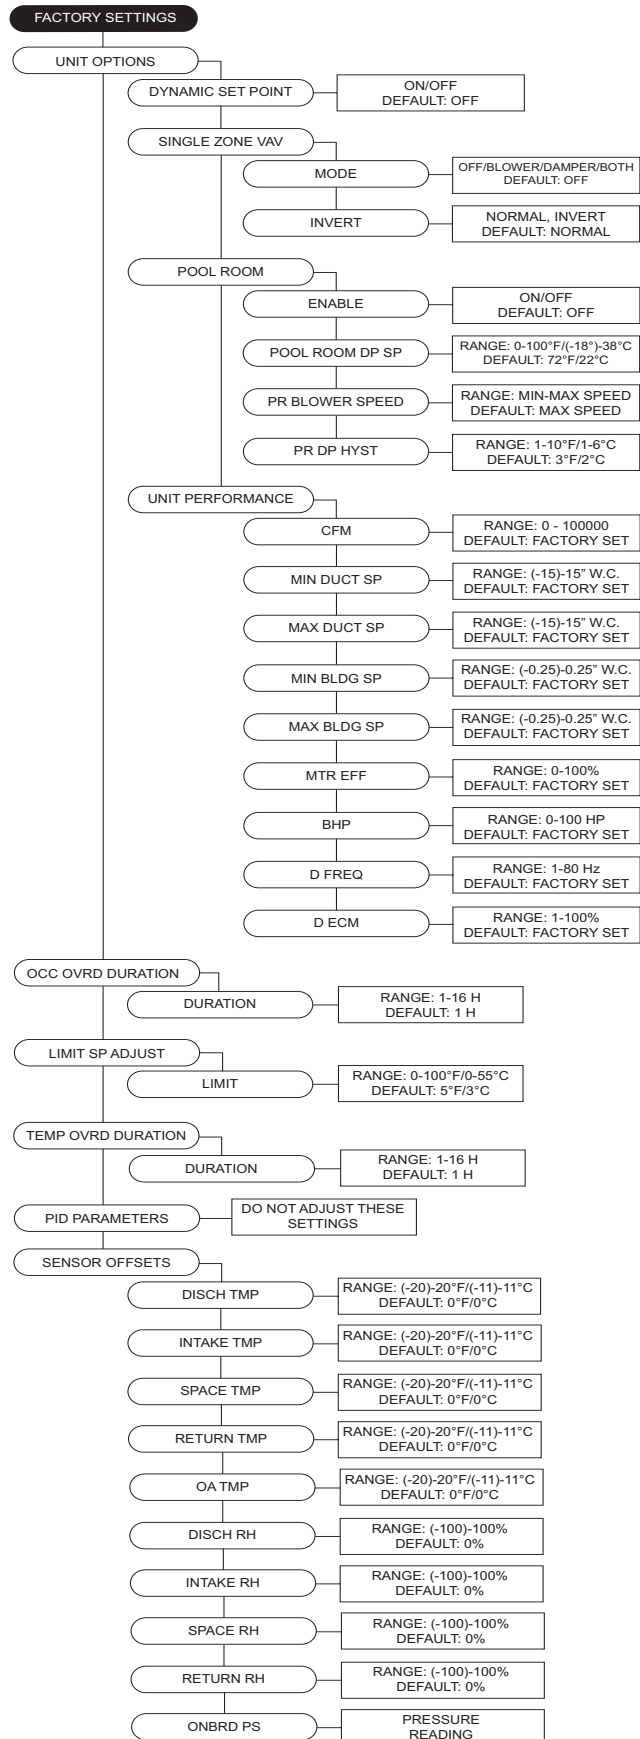 FACTORY SETTINGS
UNIT OPTIONS
DYNAMIC SET POINT
ON/OFF
DEFAULT: OFF
SINGLE ZONE VAV
MODE
OFF/BLOWER/DAMPER/BOTH
DEFAULT: OFF
INVERT
NORMAL, INVERT
DEFAULT: NORMAL
POOL ROOM
ENABLE
ON/OFF
DEFAULT: OFF
POOL ROOM DP SP
RANGE: 0-100°F/(-18°)-38°C
DEFAULT: 72°F/22°C
PR BLOWER SPEED
RANGE: MIN-MAX SPEED
DEFAULT: MAX SPEED
PR DP HYST
RANGE: 1-10°F/1-6°C
DEFAULT: 3°F/2°C
UNIT PERFORMANCE
CFM
RANGE: 0 - 100000
DEFAULT: FACTORY SET
MIN DUCT SP
RANGE: (-15)-15” W.C.
DEFAULT: FACTORY SET
MAX DUCT SP
RANGE: (-15)-15” W.C.
DEFAULT: FACTORY SET
MIN BLDG SP
RANGE: (-0.25)-0.25” W.C.
DEFAULT: FACTORY SET
MAX BLDG SP
RANGE: (-0.25)-0.25” W.C.
DEFAULT: FACTORY SET
MTR EFF
RANGE: 0-100%
DEFAULT: FACTORY SET
BHP
RANGE: 0-100 HP
DEFAULT: FACTORY SET
D FREQ
RANGE: 1-80 Hz
DEFAULT: FACTORY SET
D ECM
RANGE: 1-100%
DEFAULT: FACTORY SET
OCC OVRD DURATION
DURATION
RANGE: 1-16 H
DEFAULT: 1 H
LIMIT SP ADJUST
LIMIT
RANGE: 0-100°F/0-55°C
DEFAULT: 5°F/3°C
TEMP OVRD DURATION
DURATION
RANGE: 1-16 H
DEFAULT: 1 H
PID PARAMETERS
DO NOT ADJUST THESE
SETTINGS
SENSOR OFFSETS
DISCH TMP
RANGE: (-20)-20°F/(-11)-11°C
DEFAULT: 0°F/0°C
INTAKE TMP
RANGE: (-20)-20°F/(-11)-11°C
DEFAULT: 0°F/0°C
SPACE TMP
RANGE: (-20)-20°F/(-11)-11°C
DEFAULT: 0°F/0°C
RETURN TMP
RANGE: (-20)-20°F/(-11)-11°C
DEFAULT: 0°F/0°C
OA TMP
RANGE: (-20)-20°F/(-11)-11°C
DEFAULT: 0°F/0°C
DISCH RH
RANGE: (-100)-100%
DEFAULT: 0%
INTAKE RH
RANGE: (-100)-100%
DEFAULT: 0%
SPACE RH
RANGE: (-100)-100%
DEFAULT: 0%
RETURN RH
RANGE: (-100)-100%
DEFAULT: 0%
ONBRD PS
PRESSURE
READING